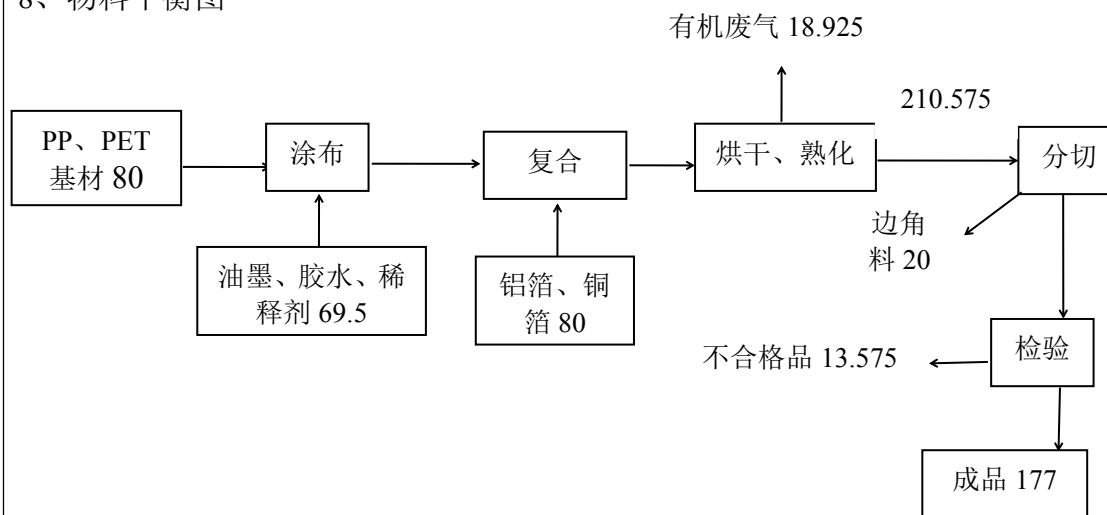 8、物料平衡图
有机废气 18.925
210.575
PP、PET
基材 80
涂布
复合
烘干、熟化
分切
边角
料 20
油墨、胶水、稀
释剂 69.5
铝箔、铜
箔 80
不合格品 13.575
检验
成品 177